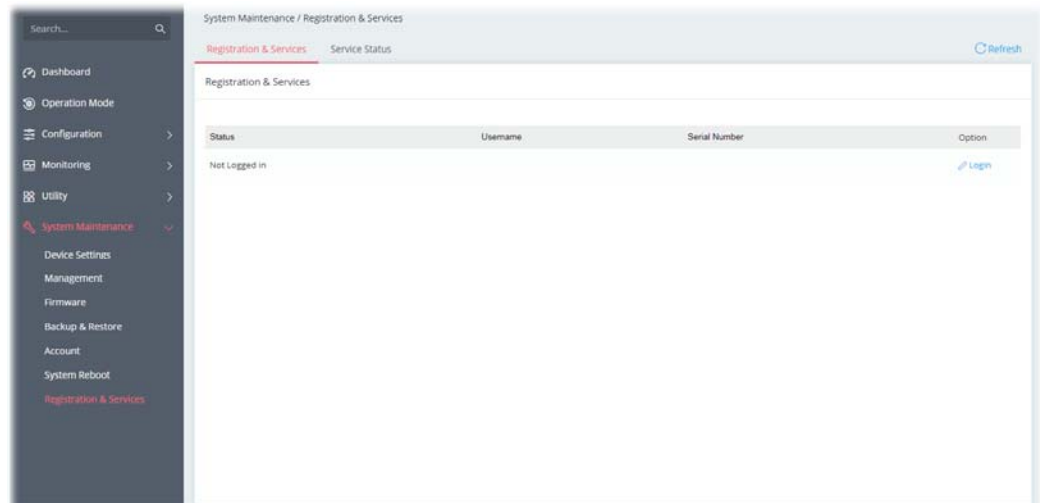 Search...
System Maintenance / Registration & Services
Registration & Services Service Status Refresh
Registration & Services
Dashboard
Operation Mode
Configuration
Monitoring
Utility
System Maintenance
Device Settings
Management
Firmware
Backup & Restore
Account
System Reboot
Registration & Services
Status Username Serial Number Option
Not Logged in Login